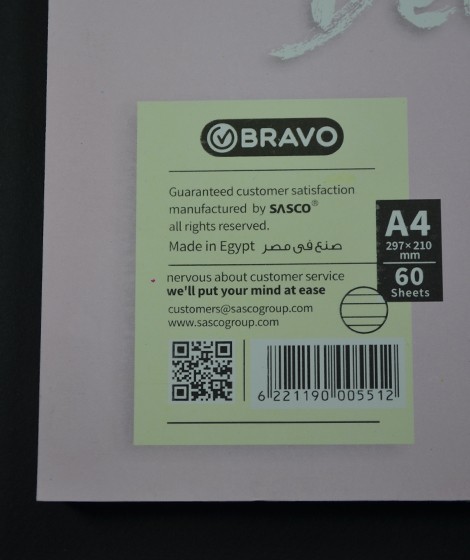 BRAVO
Guaranteed customer satisfaction
manufactured by SASCO®
all rights reserved.
Made in Egypt صنع في مصر
A4
297×210
mm
60
Sheets
nervous about customer service
we'll put your mind at ease
customers@sascogroup.com
www.sascogroup.com
6 221190 005512